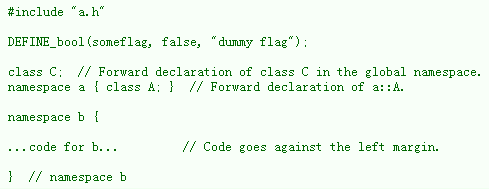 #include "a.h"
DEFINE_bool(someflag, false, "dummy flag");
class C;  // Forward declaration of class C in the global namespace.
namespace a { class A; }  // Forward declaration of a::A.
namespace b {
...code for b...         // Code goes against the left margin.
}  // namespace b